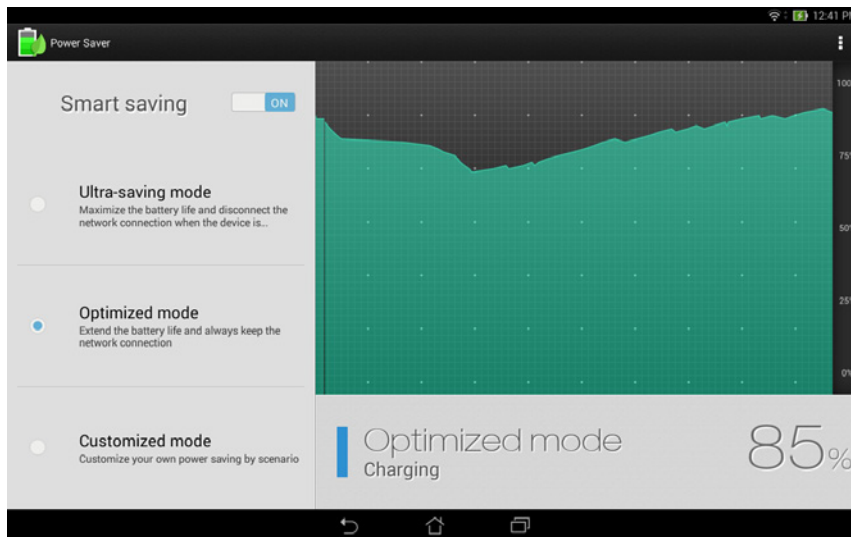 12:41 PM
Power Saver
Smart saving
ON
Ultra-saving mode
Maximize the battery life and disconnect the
network connection when the device is...
Optimized mode
Extend the battery life and always keep the
network connection
Customized mode
Customize your own power saving by scenario
100
75%
50%
25%
0%
Optimized mode
Charging
85%